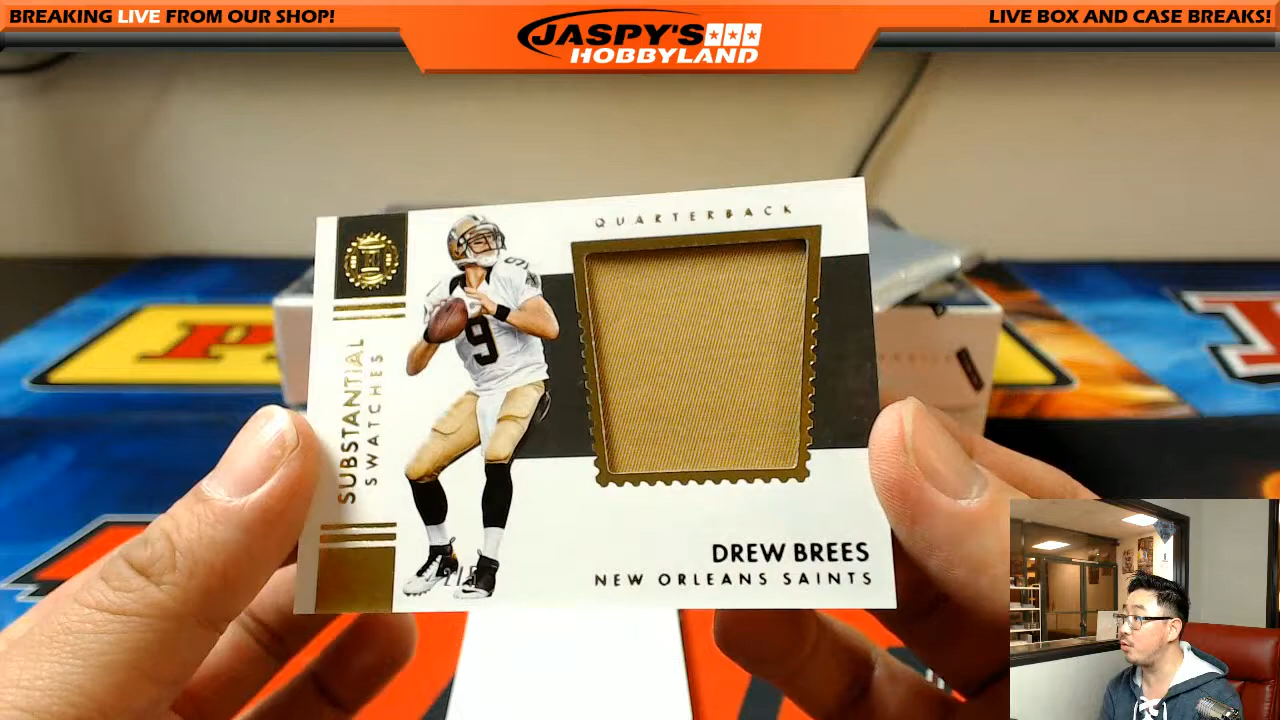 BREAKING LIVE FROM OUR SHOP!
JASPY'S
HOBBYLAND
LIVE BOX AND CASE BREAKS!
QUARTERBACK
SUBSTANTIAL
SWATCHES
9
9
DREW BREES
NEW ORLEANS SAINTS